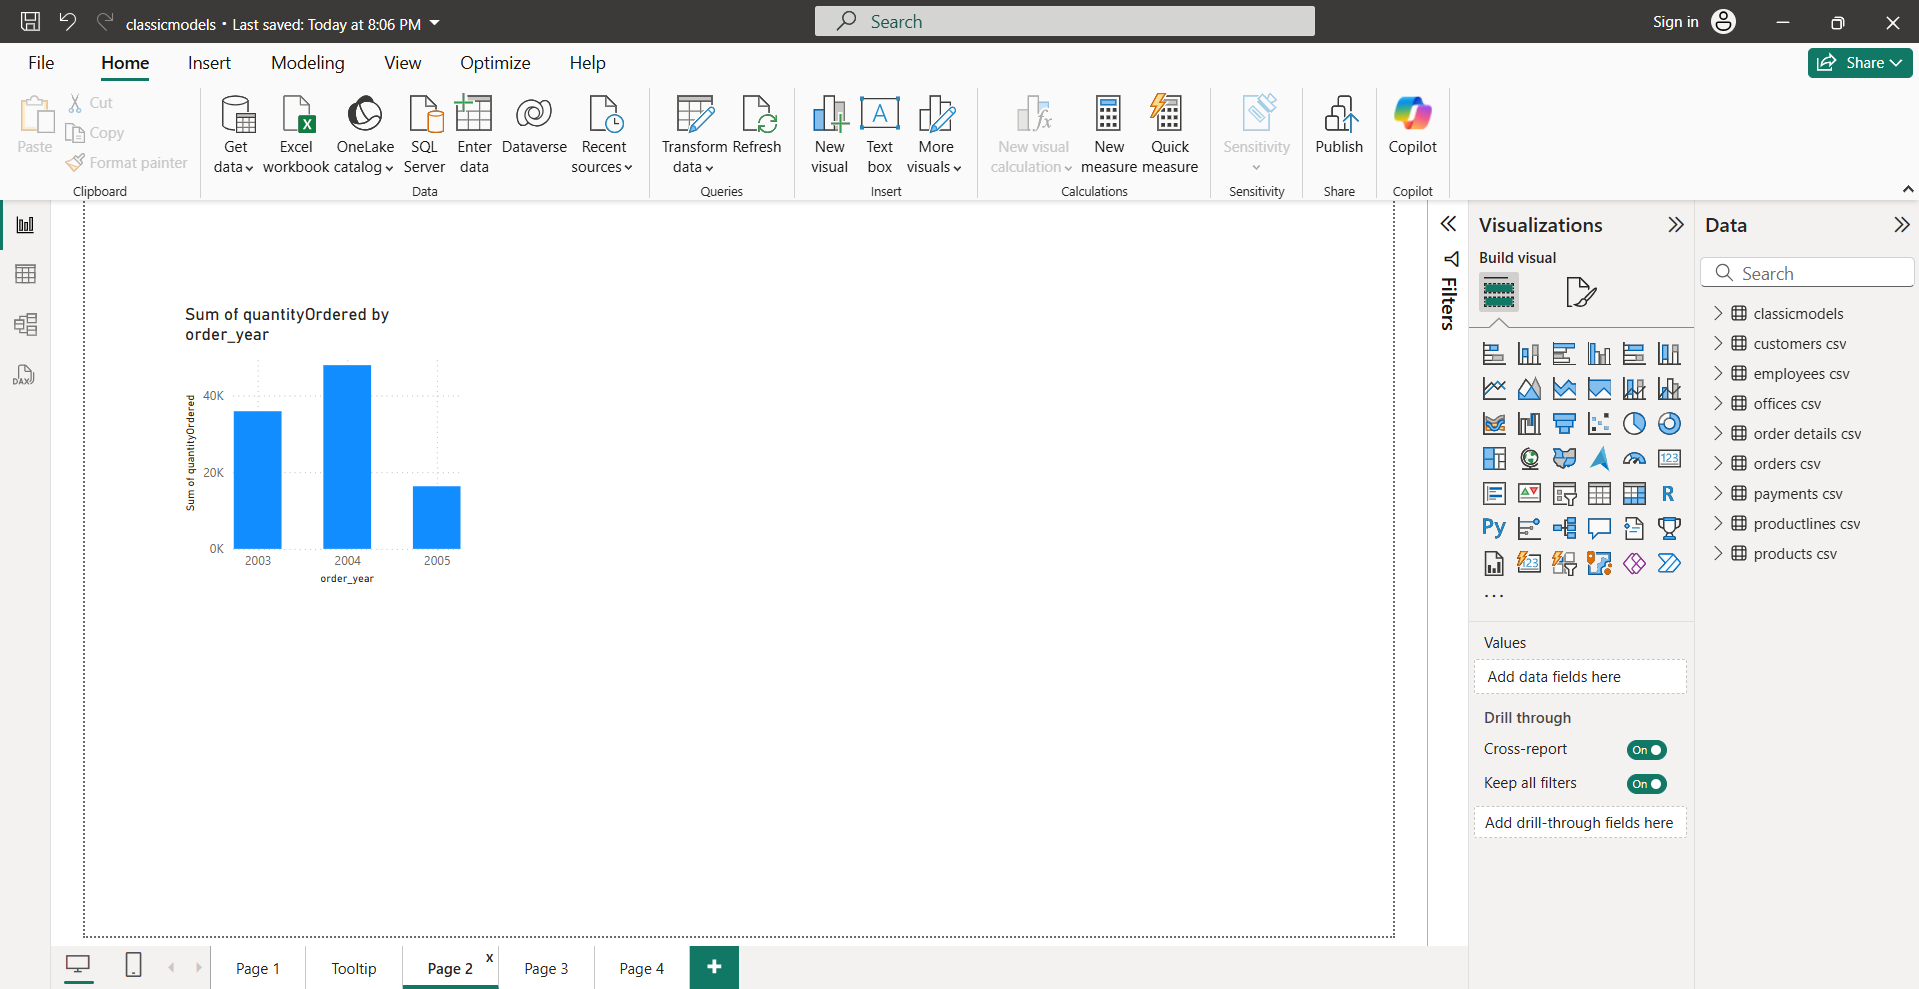 classicmodels • Last saved: Today at 8:06 PM
Search
Sign in
File Home Insert Modeling View Optimize Help
Share
Paste
Cut
Copy
Format painter
Clipboard
Get data
Excel workbook
OneLake catalog
SQL Server
Enter data
Dataverse
Recent sources
Data
Transform data
Refresh
Queries
New visual
Text box
More visuals
Insert
New visual calculation
New measure
Quick measure
Calculations
Sensitivity
Sensitivity
Publish
Share
Copilot
Copilot
DAX
Sum of quantityOrdered by
order_year
Sum of quantityOrdered
40K
20K
0K
2003 2004 2005
order_year
Filters
Visualizations
Build visual
123
R
Py
123
...
Values
Add data fields here
Drill through
Cross-report On
Keep all filters On
Add drill-through fields here
Data
Search
classicmodels
customers csv
employees csv
offices csv
order details csv
orders csv
payments csv
productlines csv
products csv
Page 1 Tooltip Page 2 x Page 3 Page 4 +